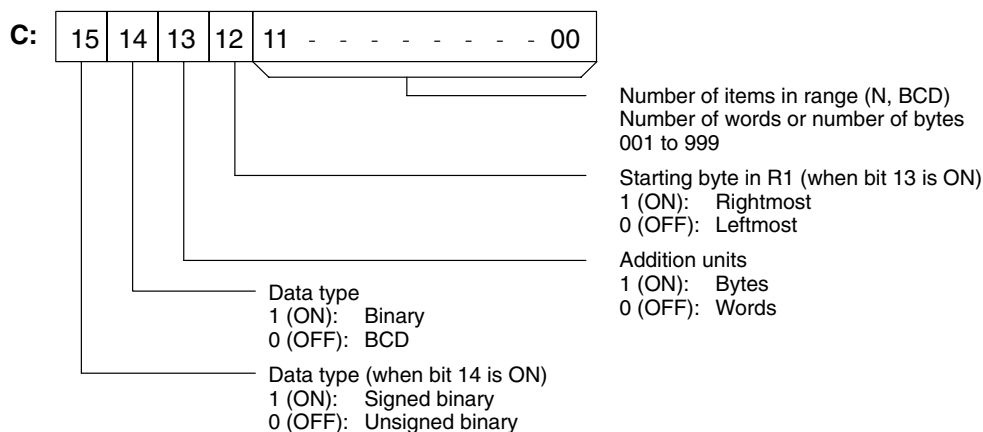 C: 15 14 13 12 11 - - - - - - - - 00
Number of items in range (N, BCD)
Number of words or number of bytes
001 to 999
Starting byte in R1 (when bit 13 is ON)
1 (ON): Rightmost
0 (OFF): Leftmost
Addition units
1 (ON): Bytes
0 (OFF): Words
Data type
1 (ON): Binary
0 (OFF): BCD
Data type (when bit 14 is ON)
1 (ON): Signed binary
0 (OFF): Unsigned binary